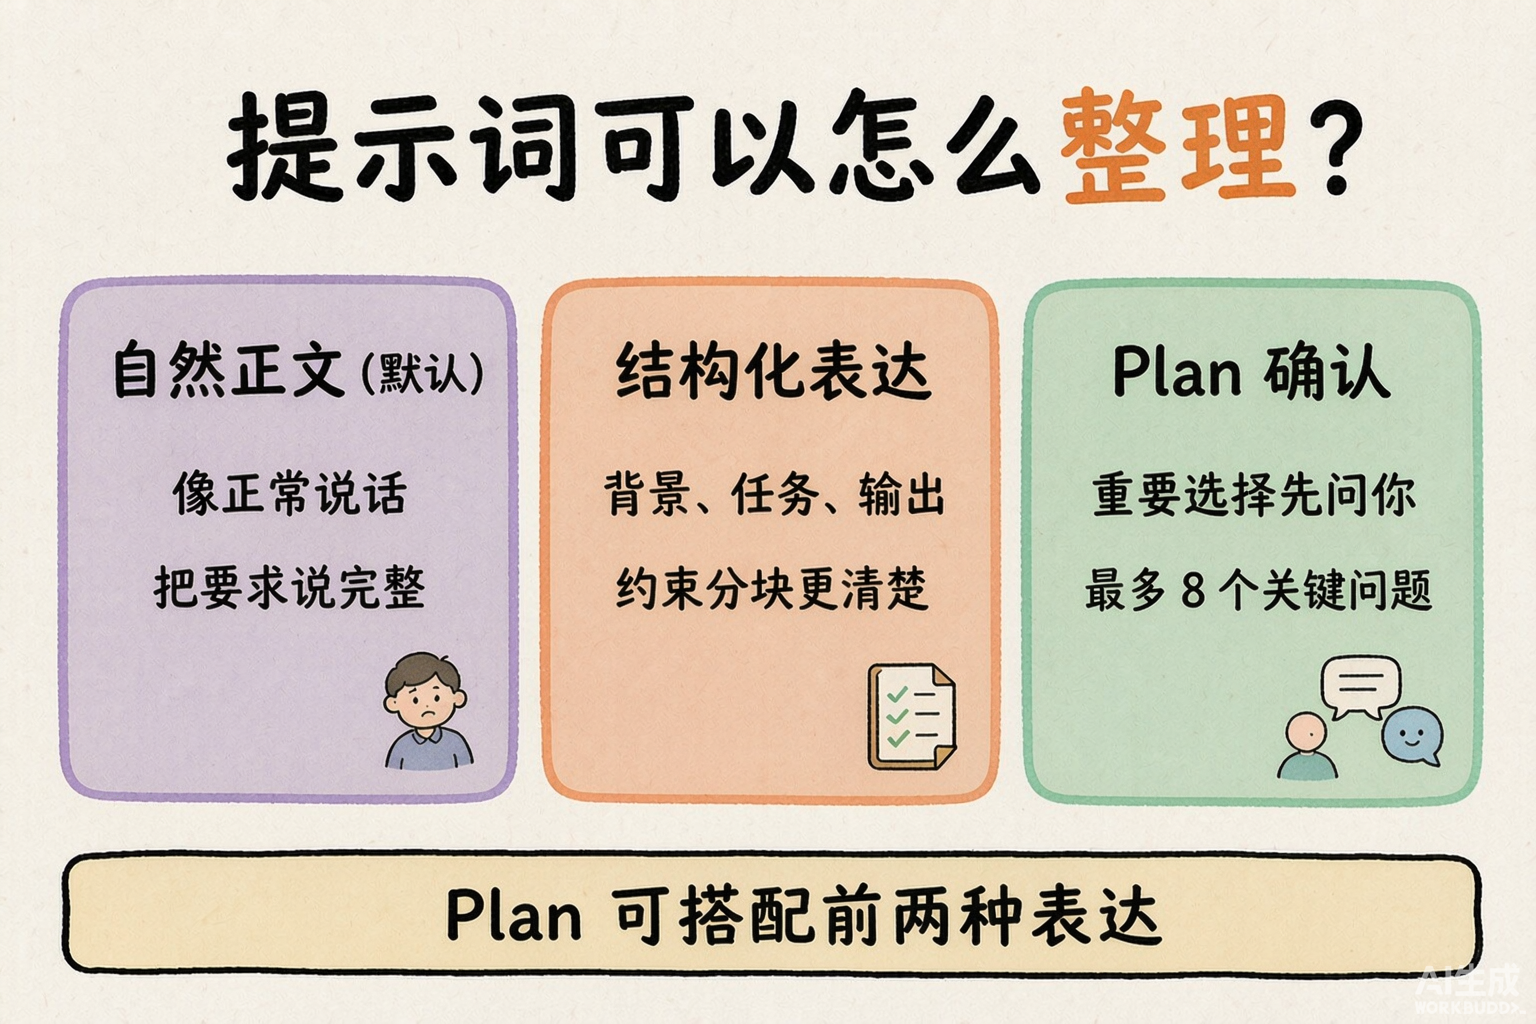 提示词可以怎么整理？
自然正文（默认）
像正常说话
把要求说完整
结构化表达
背景、任务、输出
约束分块更清楚
Plan 确认
重要选择先问你
最多 8 个关键问题
Plan 可搭配前两种表达
AI生成